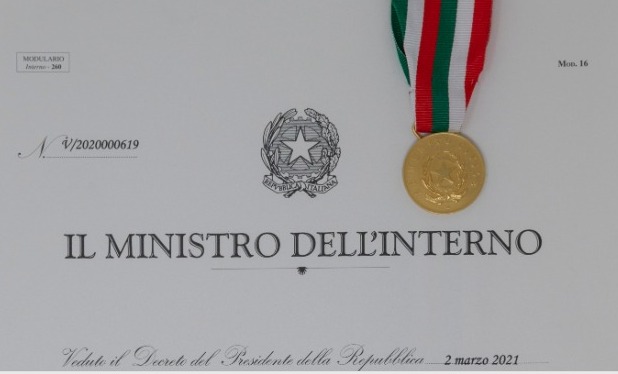 MODULARIO
Interno - 260
Mod. 16
N. V/2020000619
REPVBBLICA ITALIANA
IL MINISTRO DELL'INTERNO
Veduto il Decreto del Presidente della Repubblica 2 marzo 2021